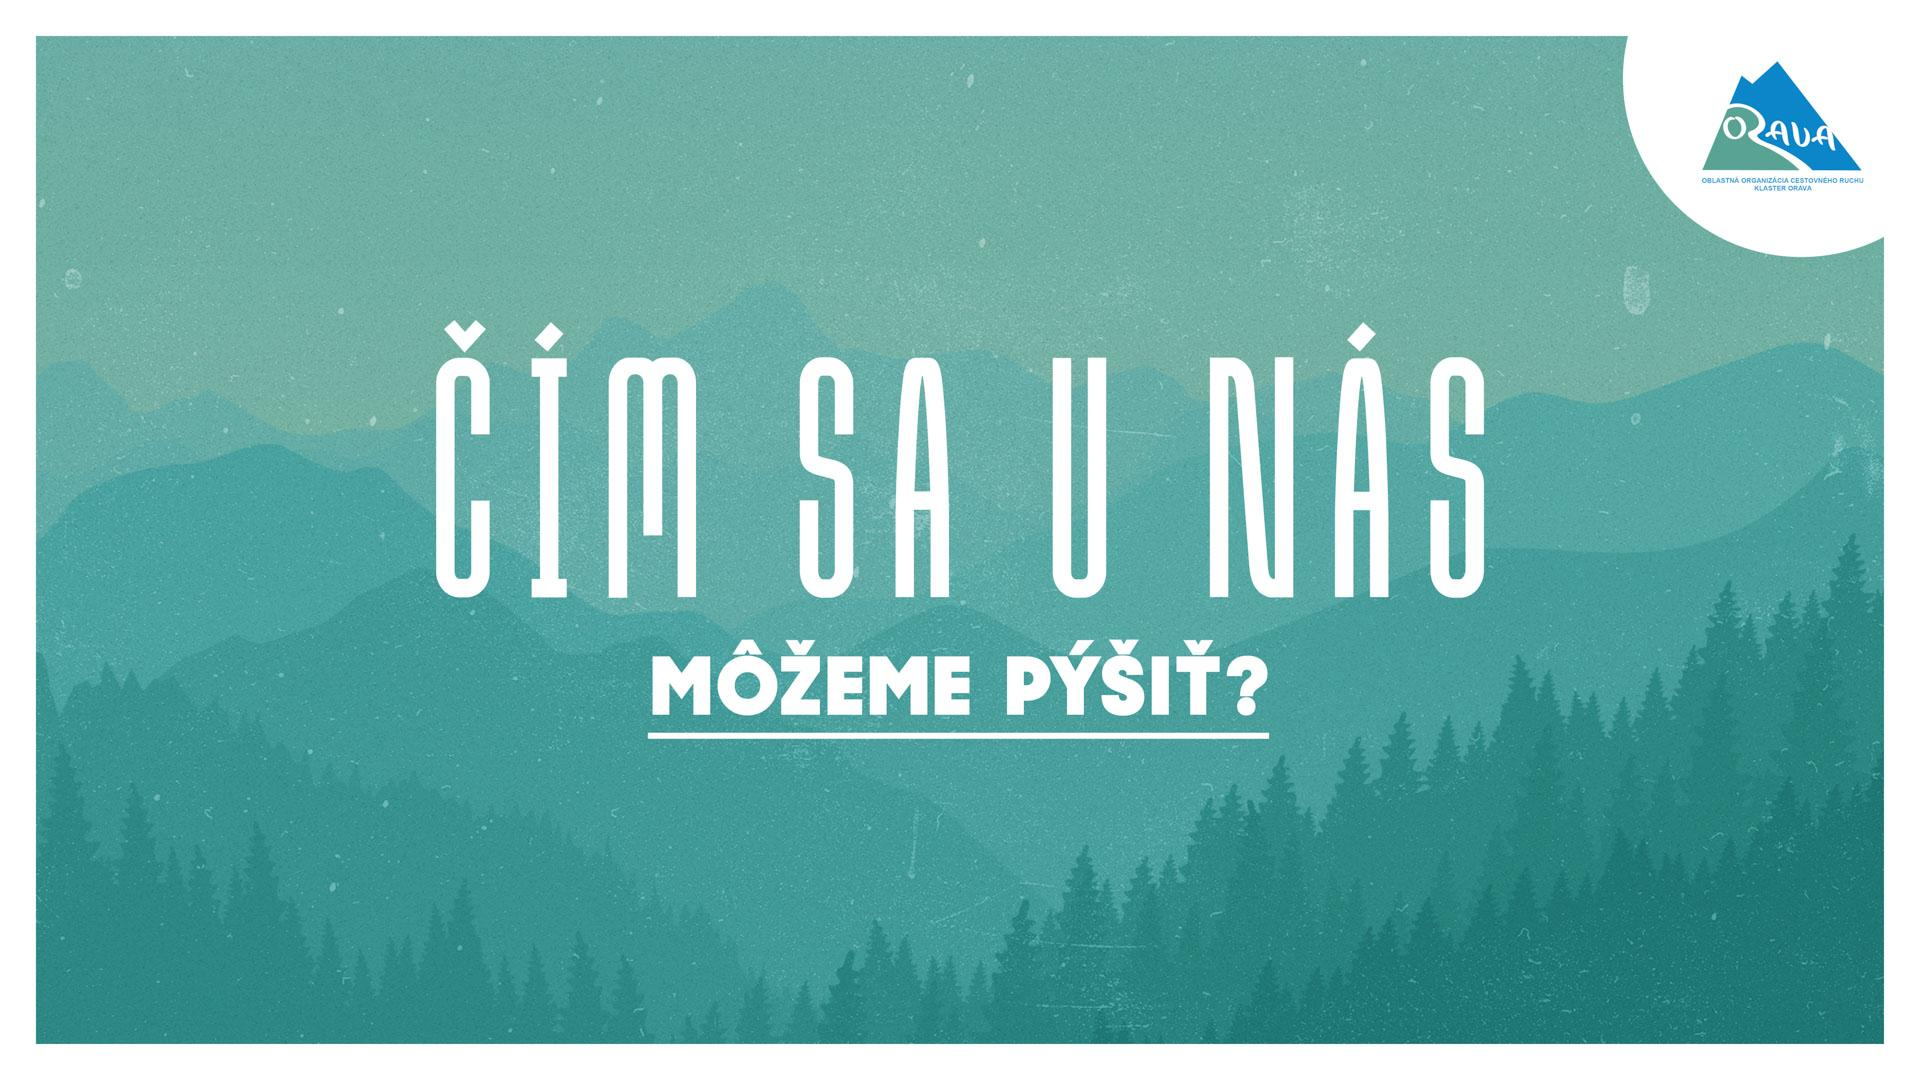 ORAVA
OBLASTNÁ ORGANIZÁCIA CESTOVNÉHO RUCHU
KLASTER ORAVA
ČÍM SA U NÁS
MÔŽEME PÝŠIŤ?